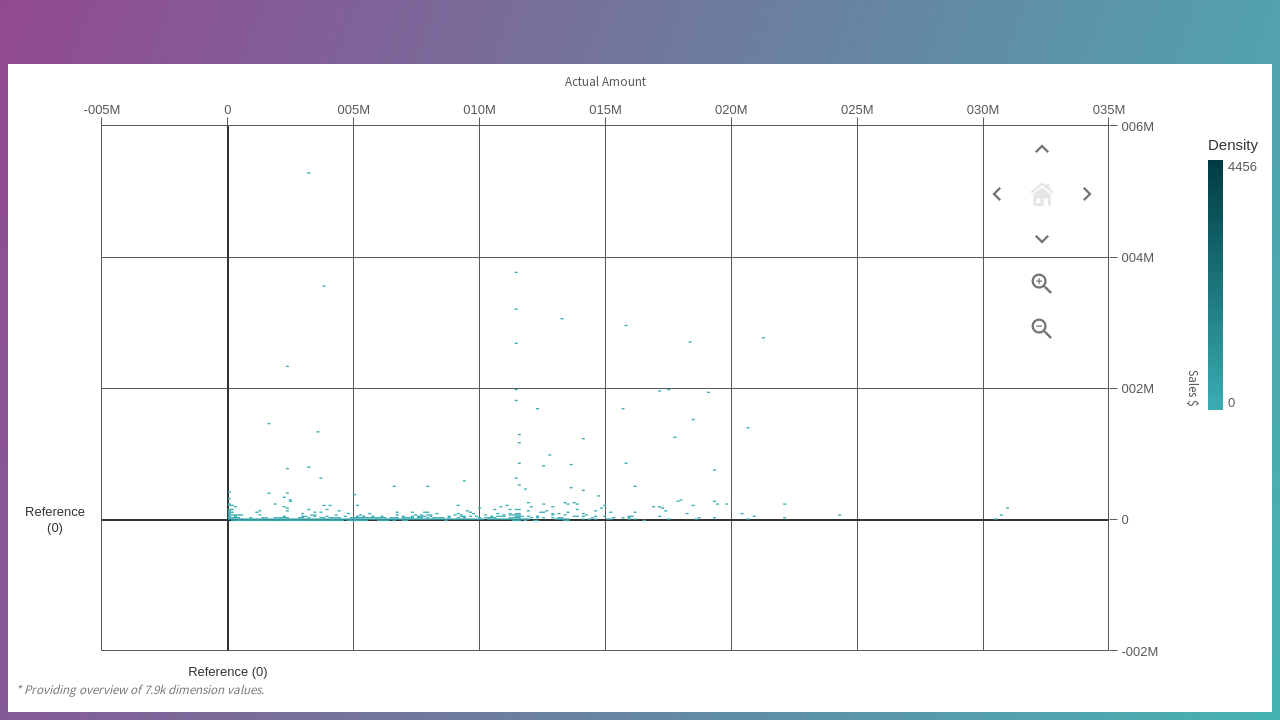 Actual Amount
-005M 0 005M 010M 015M 020M 025M 030M 035M
006M
004M
002M
0
-002M
Sales $
Density
4456
0
Reference
(0)
Reference (0)
* Providing overview of 7.9k dimension values.